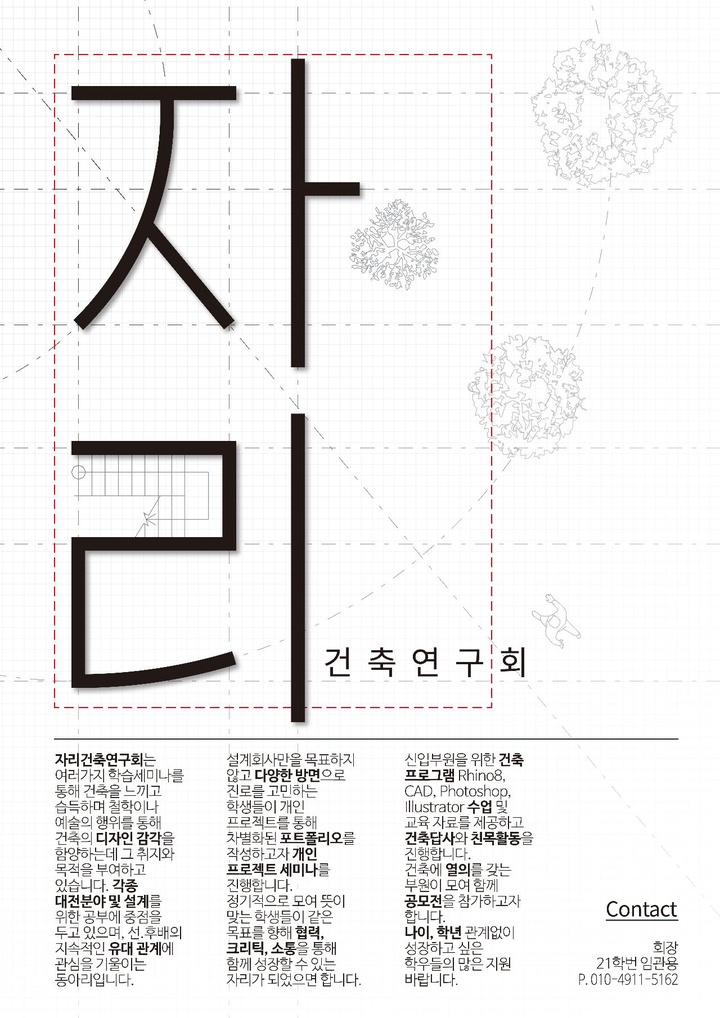 자
리
건축연구회
자리건축연구회는
여러가지 학습세미나를
통해 건축을 느끼고
습득하며 철학이나
예술의 행위를 통해
건축의 디자인 감각을
함양하는데 그 취지와
목적을 부여하고
있습니다. 각종
대전분야 및 설계를
위한 공부에 중점을
두고 있으며, 선.후배의
지속적인 유대 관계에
관심을 기울이는
동아리입니다.
설계회사만을 목표하지
않고 다양한 방면으로
진로를 고민하는
학생들이 개인
프로젝트를 통해
차별화된 포트폴리오를
작성하고자 개인
프로젝트 세미나를
진행합니다.
정기적으로 모여 뜻이
맞는 학생들이 같은
목표를 향해 협력,
크리틱, 소통을 통해
함께 성장할 수 있는
자리가 되었으면 합니다.
신입부원을 위한 건축
프로그램 Rhino8,
CAD, Photoshop,
Illustrator 수업 및
교육 자료를 제공하고
건축답사와 친목활동을
진행합니다.
건축에 열의를 갖는
부원이 모여 함께
공모전을 참가하고자
합니다.
나이, 학년 관계없이
성장하고 싶은
학우들의 많은 지원
바랍니다.
Contact
회장
21학번 임관용
P. 010-4911-5162